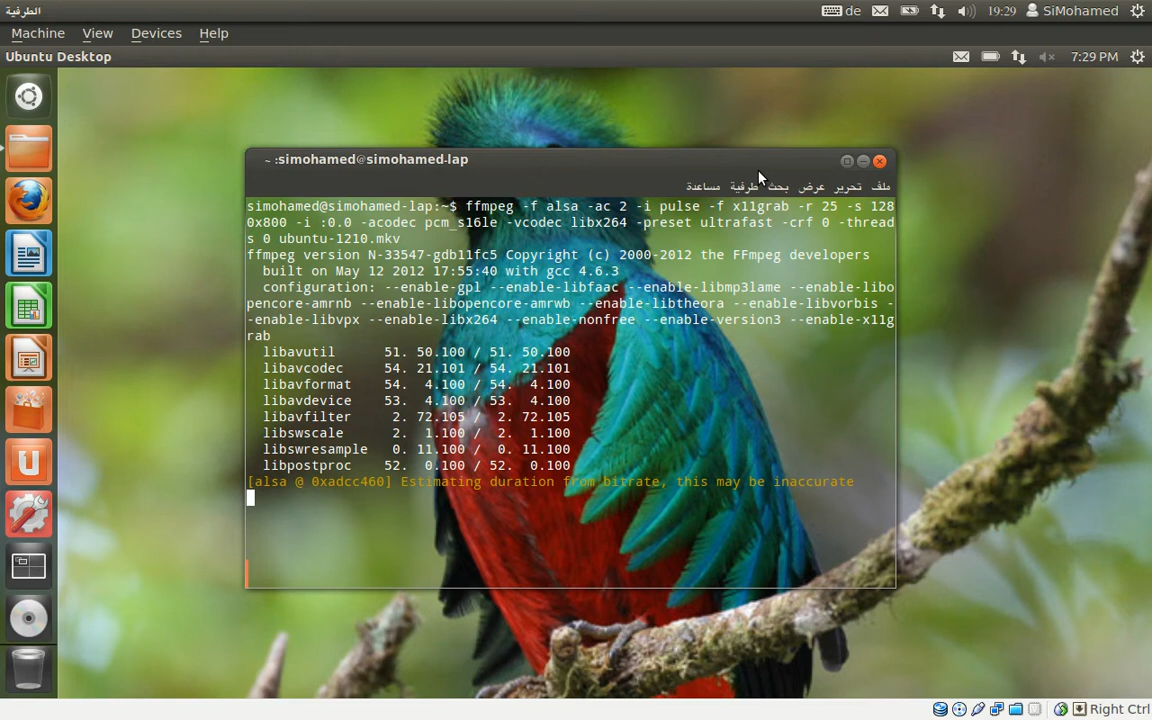 الطرفية
de
19:29
SiMohamed
Machine View Devices Help
Ubuntu Desktop
7:29 PM
~ :simohamed@simohamed-lap
ملف تحرير عرض بحث طرفية مساعدة
simohamed@simohamed-lap:~$ ffmpeg -f alsa -ac 2 -i pulse -f x11grab -r 25 -s 128
0x800 -i :0.0 -acodec pcm_s16le -vcodec libx264 -preset ultrafast -crf 0 -thread
s 0 ubuntu-1210.mkv
ffmpeg version N-33547-gdb11fc5 Copyright (c) 2000-2012 the FFmpeg developers
built on May 12 2012 17:55:40 with gcc 4.6.3
configuration: --enable-gpl --enable-libfaac --enable-libmp3lame --enable-libo
pencore-amrnb --enable-libopencore-amrwb --enable-libtheora --enable-libvorbis -
-enable-libvpx --enable-libx264 --enable-nonfree --enable-version3 --enable-x11g
rab
libavutil 51. 50.100 / 51. 50.100
libavcodec 54. 21.101 / 54. 21.101
libavformat 54. 4.100 / 54. 4.100
libavdevice 53. 4.100 / 53. 4.100
libavfilter 2. 72.105 / 2. 72.105
libswscale 2. 1.100 / 2. 1.100
libswresample 0. 11.100 / 0. 11.100
libpostproc 52. 0.100 / 52. 0.100
[alsa @ 0xadcc460] Estimating duration from bitrate, this may be inaccurate
Right Ctrl